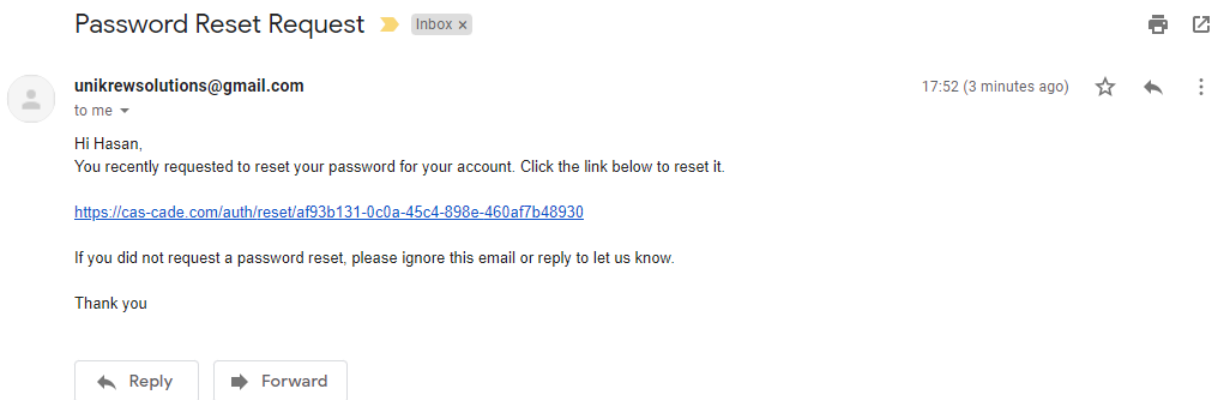 Password Reset Request Inbox x
unikrewsolutions@gmail.com 17:52 (3 minutes ago)
to me
Hi Hasan,
You recently requested to reset your password for your account. Click the link below to reset it.
https://cas-cade.com/auth/reset/af93b131-0c0a-45c4-898e-460af7b48930
If you did not request a password reset, please ignore this email or reply to let us know.
Thank you
Reply Forward